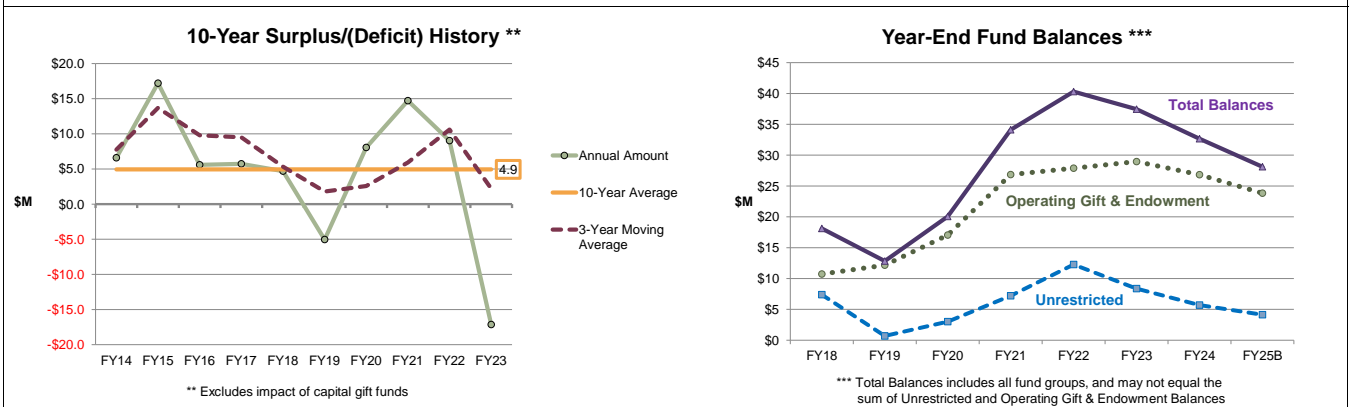 10-Year Surplus/(Deficit) History **
$20.0
$15.0
$10.0
$5.0
$0.0
-$5.0
-$10.0
-$15.0
-$20.0
$M
4.9
FY14 FY15 FY16 FY17 FY18 FY19 FY20 FY21 FY22 FY23
Annual Amount
10-Year Average
3-Year Moving
Average
** Excludes impact of capital gift funds
Year-End Fund Balances ***
$45
$40
$35
$30
$25
$20
$15
$10
$5
$0
$M
Total Balances
Operating Gift & Endowment
Unrestricted
FY18 FY19 FY20 FY21 FY22 FY23 FY24 FY25B
*** Total Balances includes all fund groups, and may not equal the
sum of Unrestricted and Operating Gift & Endowment Balances